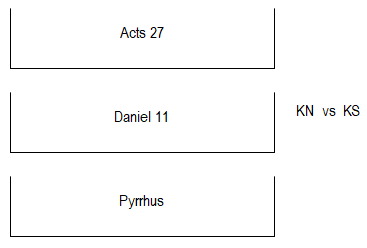 Acts 27
Daniel 11
KN vs KS
Pyrrhus